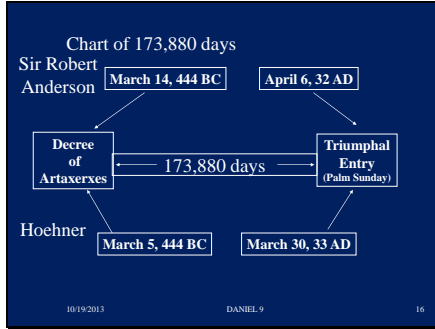 Chart of 173,880 days
Sir Robert
Anderson
March 14, 444 BC
April 6, 32 AD
Decree
of
Artaxerxes
173,880 days
Triumphal
Entry
(Palm Sunday)
Hoehner
March 5, 444 BC
March 30, 33 AD
10/19/2013
DANIEL 9
16